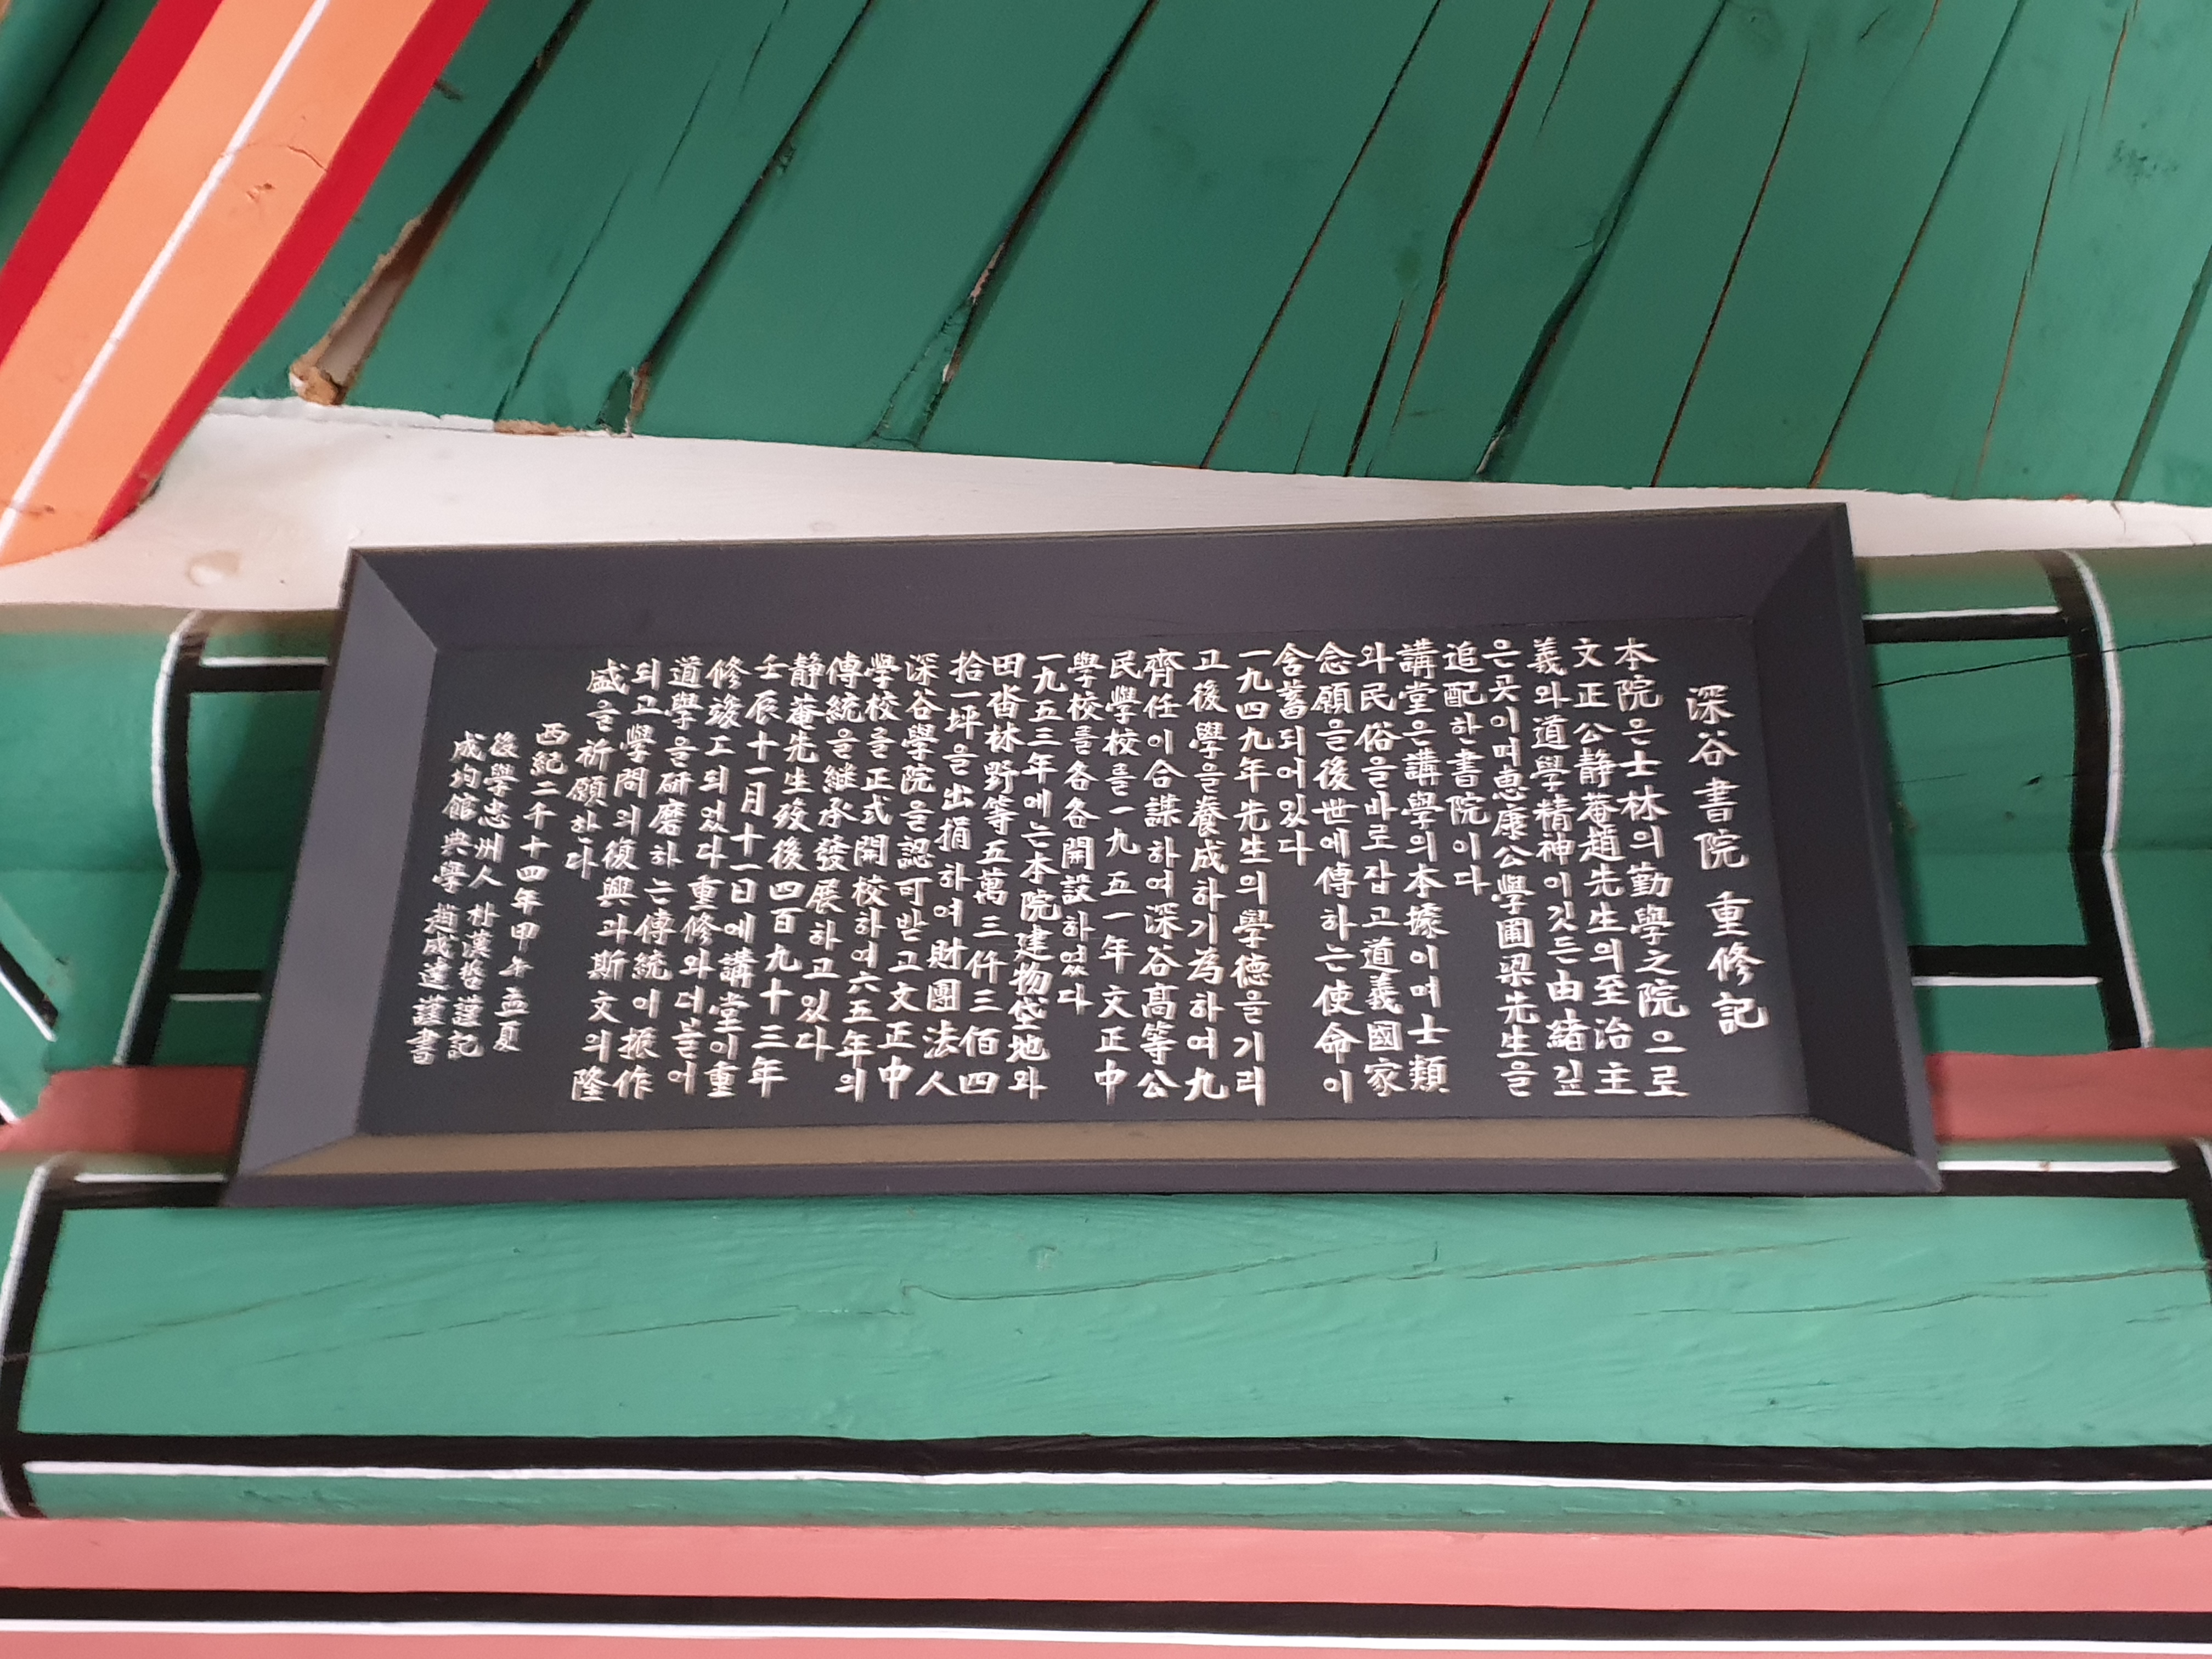 深谷書院 重修記
本院은士林의勤學之院으로
文正公静菴趙先生의至治主
義와道學精神이깃든由緖깊
은곳이며惠康公學圃梁先生을
追配한書院이다
講堂은講學의本據이며士類
와民俗을바로잡고道義國家
念願을後世에傳하는使命이
含蓄되어있다
一九四九年先生의學德을기리
고後學을養成하기為하여九
齊任이合謀하여深谷高等公
民學校를一九五一年文正中
學校를各各開設하였다
一九五三年에는本院建物垈地와
田畓林野等五萬三仟三佰四
拾一坪을出捐하여財團法人
深谷學院을認可받고文正中
學校를正式開校하여六五年의
傳統을継承發展하고있다
静菴先生歿後四百九十三年
壬辰十一月十一日에講堂이重
修竣工되었다重修와더불어
道學을硏磨하는傳統이振作
되고學問의復興과斯文의隆
盛을祈願하다
西紀二千十四年甲午孟夏
後學忠州人 朴漢哲謹記
成均館典學 趙成達謹書